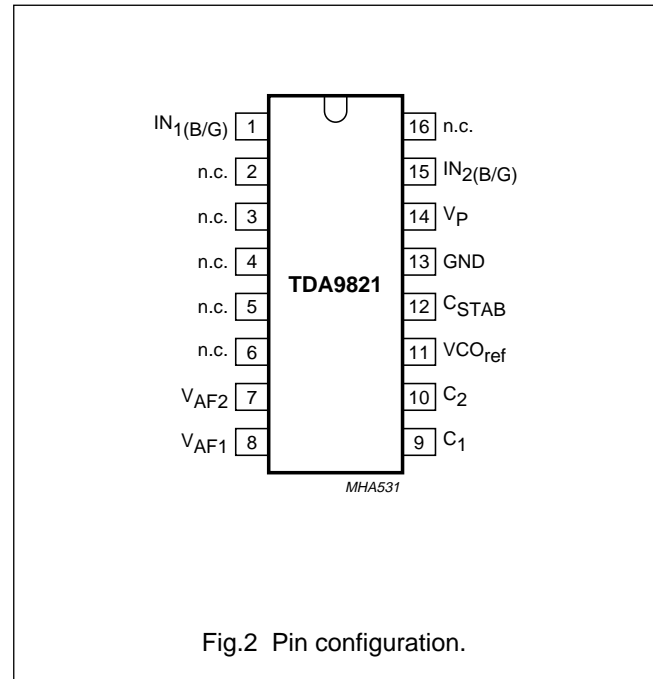 IN1(B/G) 1
n.c. 2
n.c. 3
n.c. 4
n.c. 5
n.c. 6
VAF2 7
VAF1 8
TDA9821
16 n.c.
15 IN2(B/G)
14 VP
13 GND
12 CSTAB
11 VCOref
10 C2
9 C1
MHA531
Fig.2 Pin configuration.